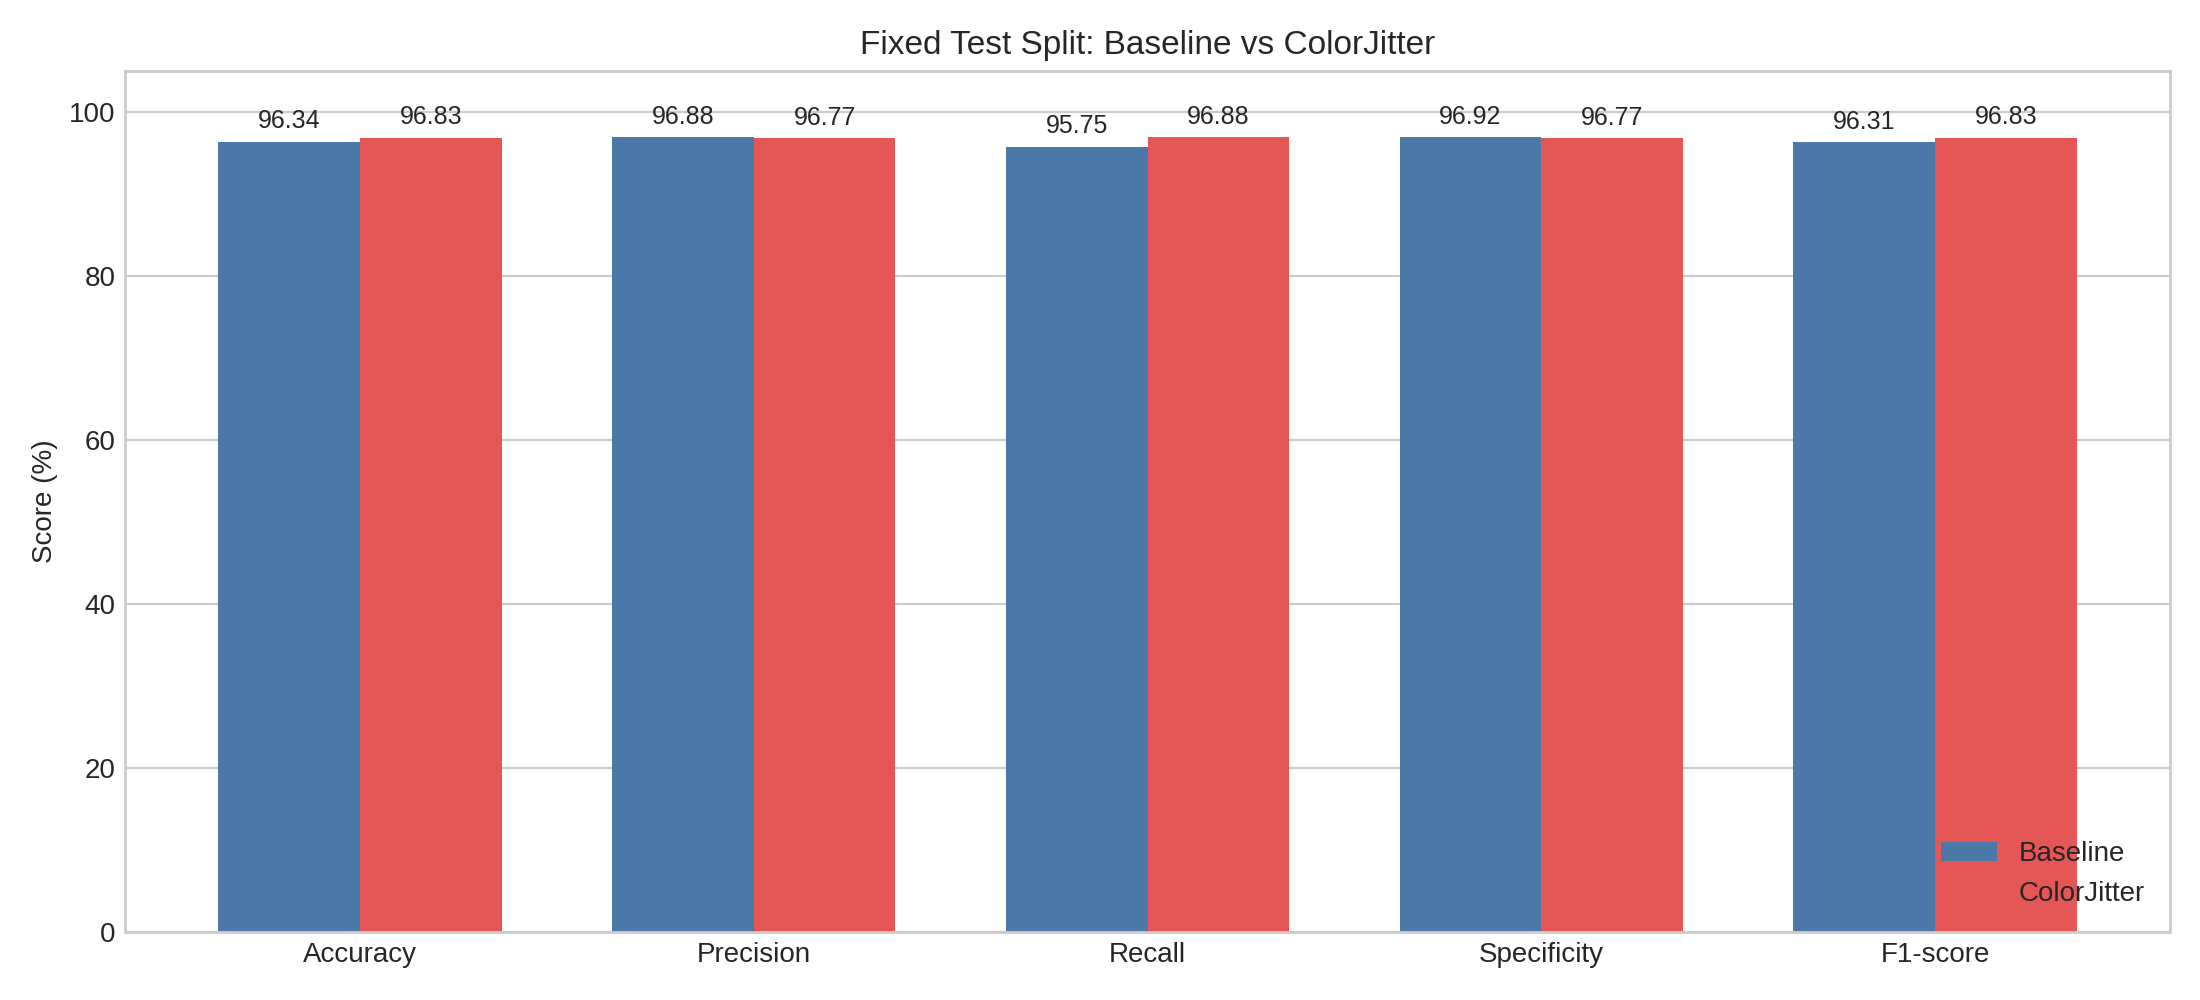 Fixed Test Split: Baseline vs ColorJitter
Score (%)
100
80
60
40
20
0
96.34
96.83
96.88
96.77
95.75
96.88
96.92
96.77
96.31
96.83
Baseline
ColorJitter
Accuracy
Precision
Recall
Specificity
F1-score